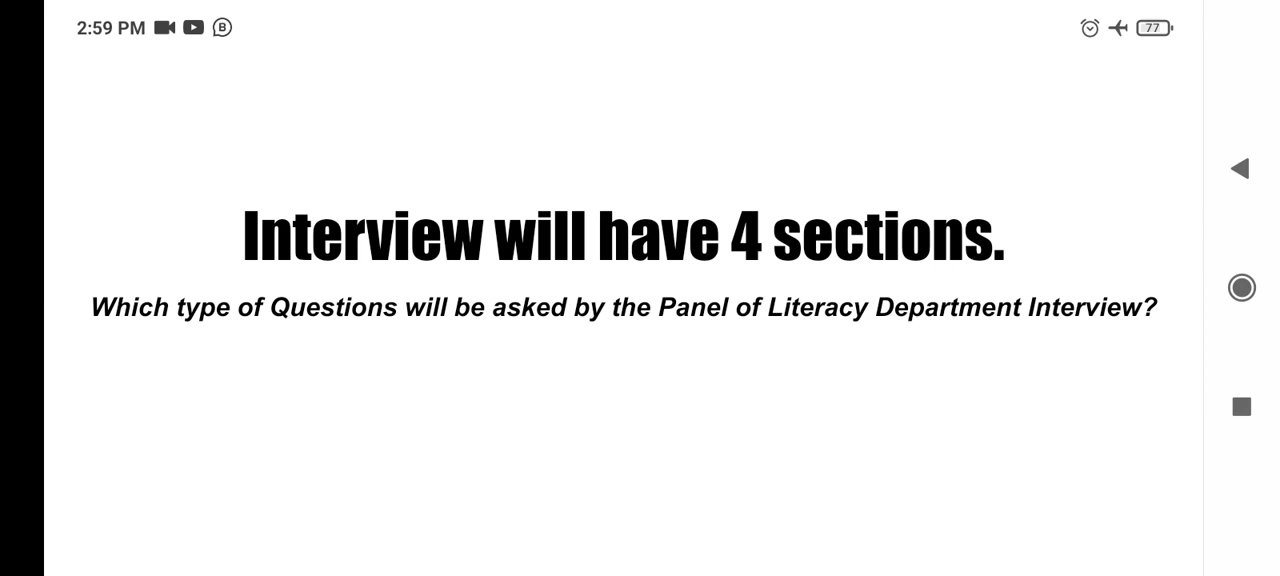 2:59 PM
77
Interview will have 4 sections.
Which type of Questions will be asked by the Panel of Literacy Department Interview?